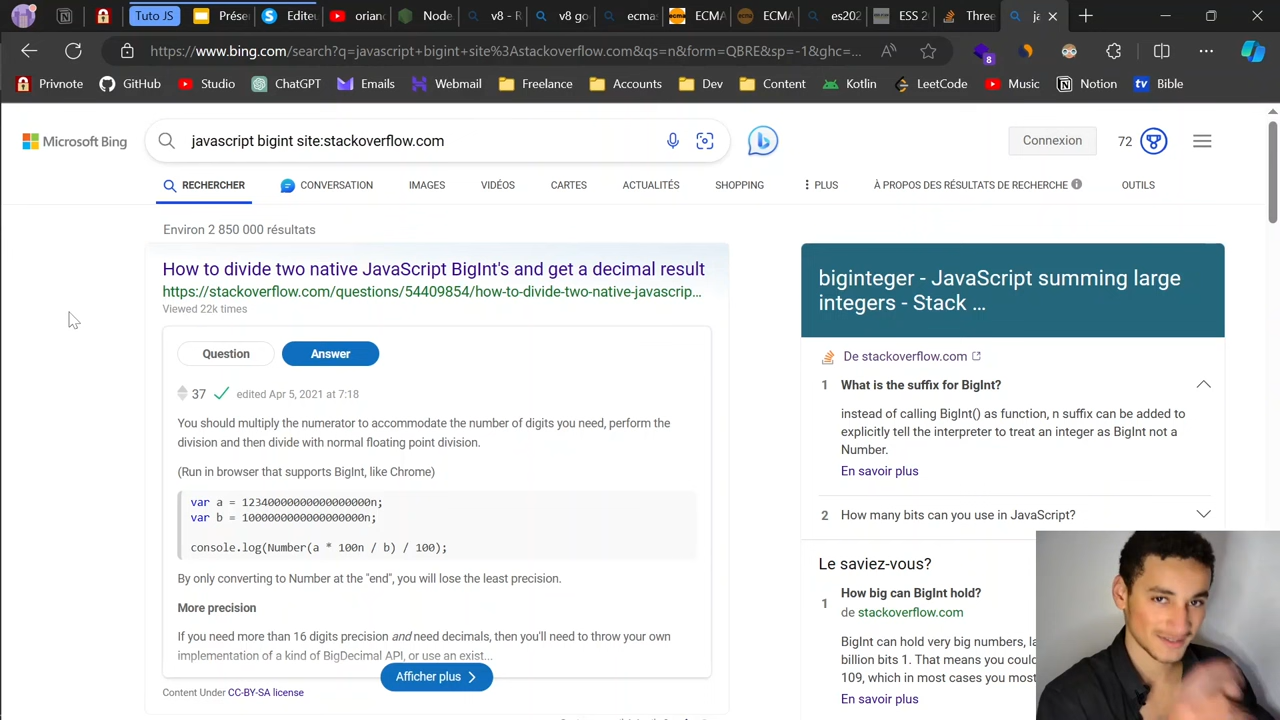 Tuto JS
Prése
Editeu
orianc
Node
v8 - R
v8 go
ecmas
ECMA
ECM
es202
ESS 20
Three
ja
https://www.bing.com/search?q=javascript+bigint+site%3Astackoverflow.com&qs=n&form=QBRE&sp=-1&ghc=...
8
Privnote
GitHub
Studio
ChatGPT
Emails
Wamail
Freelance
Accounts
Dev
Content
Kotlin
LeetCode
Music
Notion
Bible
Microsoft Bing
javascript bigint site:stackoverflow.com
Connexion
72
RECHERCHER
CONVERSATION
IMAGES
VIDÉOS
CARTES
ACTUALITÉS
SHOPPING
PLUS
À PROPOS DES RÉSULTATS DE RECHERCHE
OUTILS
Environ 2 850 000 résultats
How to divide two native JavaScript BigInt's and get a decimal result
https://stackoverflow.com/questions/54409854/how-to-divide-two-native-javascrip...
Viewed 22k times
Question
Answer
37
edited Apr 5, 2021 at 7:18
You should multiply the numerator to accommodate the number of digits you need, perform the
division and then divide with normal floating point division.
(Run in browser that supports BigInt, like Chrome)
console.log(Number(a * 100n / b) / 100);
By only converting to Number at the "end", you will lose the least precision.
More precision
If you need more than 16 digits precision and need decimals, then you'll need to throw your own
implementation of a kind of BigDecimal API, or use an exist...
Afficher plus
Content Under CC-BY-SA license
biginteger - JavaScript summing large
integers - Stack ...
De stackoverflow.com
1 What is the suffix for BigInt?
instead of calling BigInt() as function, n suffix can be added to
explicitly tell the interpreter to treat an integer as BigInt not a
Number.
En savoir plus
2 How many bits can you use in JavaScript?
Le saviez-vous?
1 How big can BigInt hold?
de stackoverflow.com
BigInt can hold very big numbers, la
billion bits 1. That means you could
109, which in most cases you most
En savoir plus